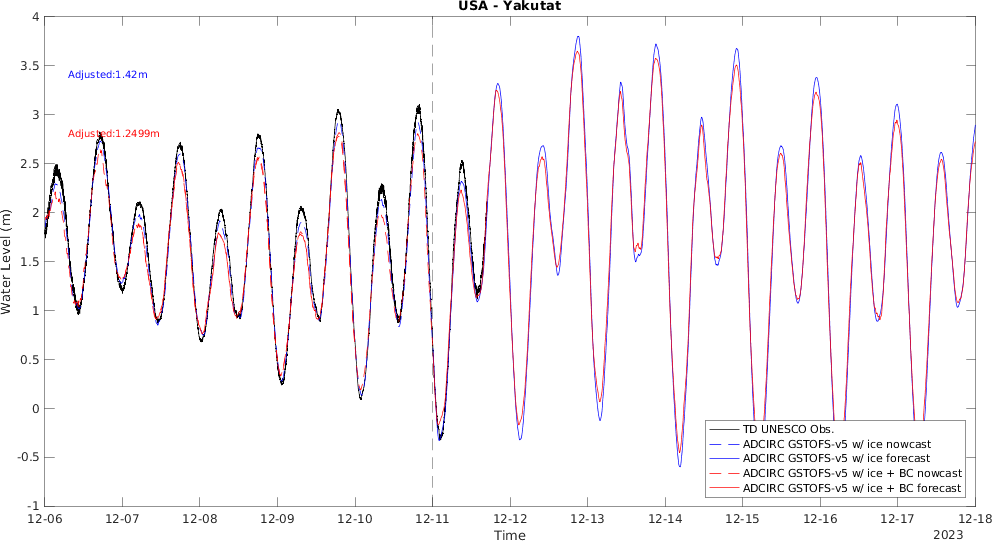 USA - Yakutat
4
3.5
3
2.5
2
1.5
1
0.5
0
-0.5
-1
Water Level (m)
Adjusted:1.42m
Adjusted:1.2499m
TD UNESCO Obs.
ADCIRC GSTOFS-v5 w/ ice nowcast
ADCIRC GSTOFS-v5 w/ ice forecast
ADCIRC GSTOFS-v5 w/ ice + BC nowcast
ADCIRC GSTOFS-v5 w/ ice + BC forecast
12-06 12-07 12-08 12-09 12-10 12-11 12-12 12-13 12-14 12-15 12-16 12-17 12-18
Time
2023